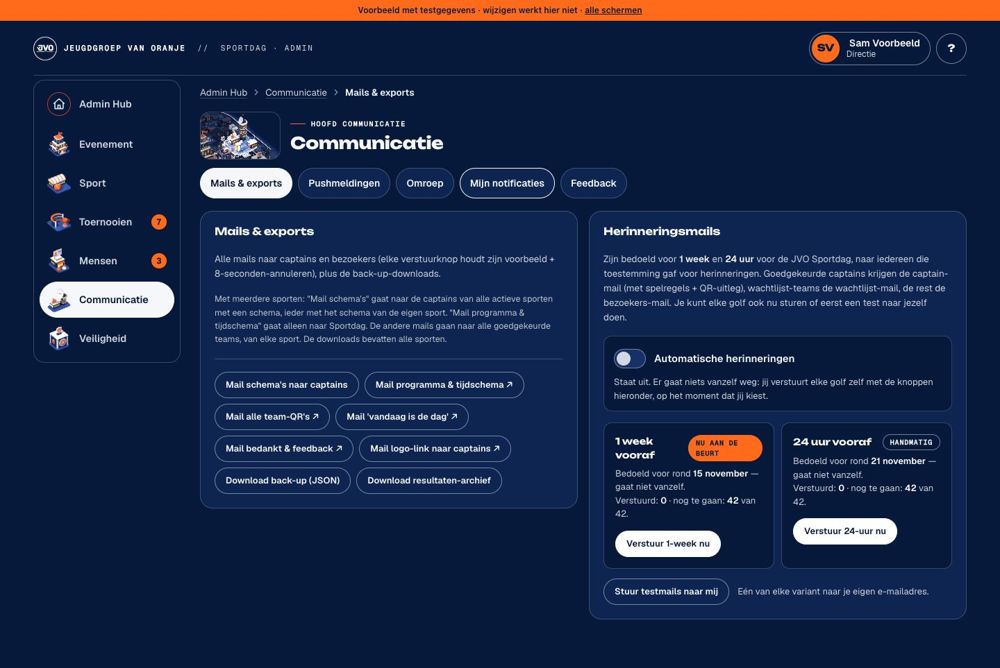 Voorbeeld met testgegevens · wijzigen werkt hier niet · alle schermen
JVO JEUGDGROEP VAN ORANJE // SPORTDAG · ADMIN
SV Sam Voorbeeld
Directie
?
Admin Hub
Evenement
Sport
Toernooien 7
Mensen 3
Communicatie
Veiligheid
Admin Hub > Communicatie > Mails & exports
HOOFD COMMUNICATIE
Communicatie
Mails & exports
Pushmeldingen
Omroep
Mijn notificaties
Feedback
Mails & exports
Alle mails naar captains en bezoekers (elke verstuurknop houdt zijn voorbeeld +
8-seconden-annuleren), plus de back-up-downloads.
Met meerdere sporten: "Mail schema's" gaat naar de captains van alle actieve sporten
met een schema, ieder met het schema van de eigen sport. "Mail programma &
tijdschema" gaat alleen naar Sportdag. De andere mails gaan naar alle goedgekeurde
teams, van elke sport. De downloads bevatten alle sporten.
Mail schema's naar captains
Mail programma & tijdschema ↗
Mail alle team-QR's ↗
Mail 'vandaag is de dag' ↗
Mail bedankt & feedback ↗
Mail logo-link naar captains ↗
Download back-up (JSON)
Download resultaten-archief
Herinneringsmails
Zijn bedoeld voor 1 week en 24 uur voor de JVO Sportdag, naar iedereen die
toestemming gaf voor herinneringen. Goedgekeurde captains krijgen de captain-
mail (met spelregels + QR-uitleg), wachtlijst-teams de wachtlijst-mail, de rest de
bezoekers-mail. Je kunt elke golf ook nu sturen of eerst een test naar jezelf
doen.
Automatische herinneringen
Staat uit. Er gaat niets vanzelf weg: jij verstuurt elke golf zelf met de knoppen
hieronder, op het moment dat jij kiest.
1 week
vooraf
NU AAN DE
BEURT
Bedoeld voor rond 15 november —
gaat niet vanzelf.
Verstuurd: 0 · nog te gaan: 42 van
42.
Verstuur 1-week nu
24 uur vooraf
HANDMATIG
Bedoeld voor rond 21 november —
gaat niet vanzelf.
Verstuurd: 0 · nog te gaan: 42 van
42.
Verstuur 24-uur nu
Stuur testmails naar mij
Eén van elke variant naar je eigen e-mailadres.